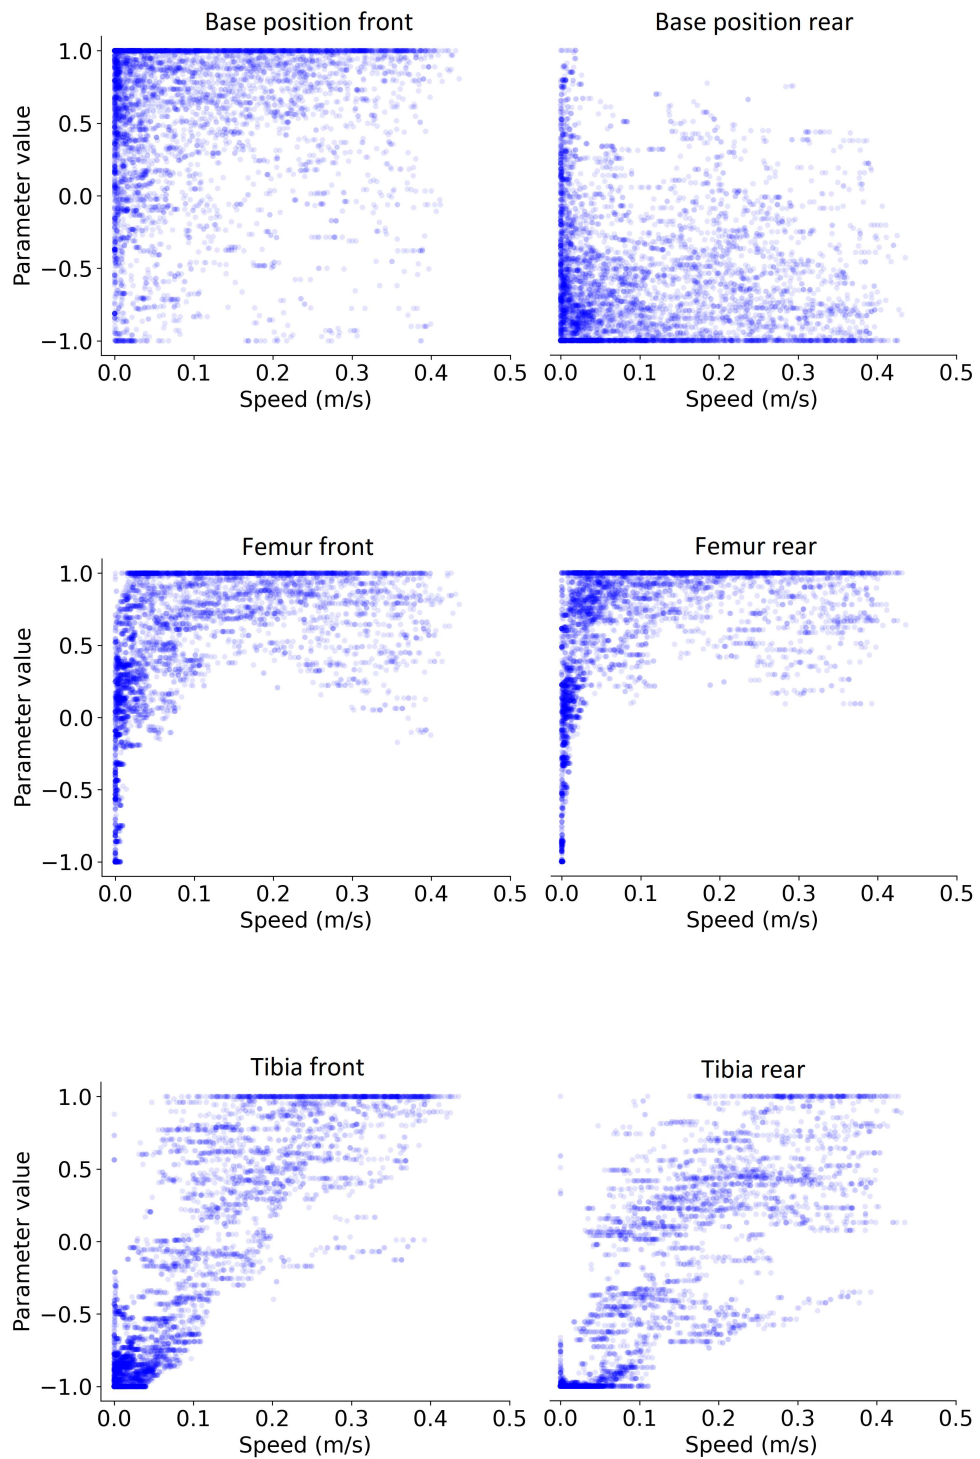 Base position front
Base position rear
Parameter value
1.0
0.5
0.0
−0.5
−1.0
0.0 0.1 0.2 0.3 0.4 0.5
0.0 0.1 0.2 0.3 0.4 0.5
Speed (m/s)
Speed (m/s)
Femur front
Femur rear
Parameter value
1.0
0.5
0.0
−0.5
−1.0
0.0 0.1 0.2 0.3 0.4 0.5
0.0 0.1 0.2 0.3 0.4 0.5
Speed (m/s)
Speed (m/s)
Tibia front
Tibia rear
Parameter value
1.0
0.5
0.0
−0.5
−1.0
0.0 0.1 0.2 0.3 0.4 0.5
0.0 0.1 0.2 0.3 0.4 0.5
Speed (m/s)
Speed (m/s)